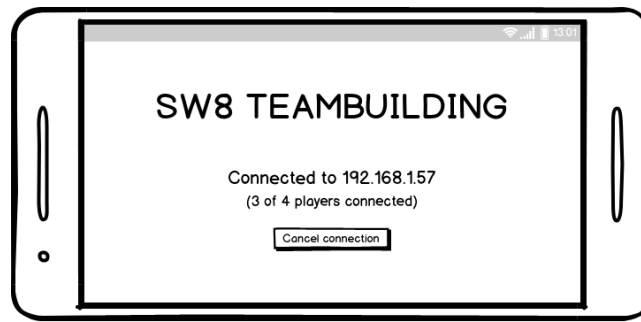 13:01
SW8 TEAMBUILDING
Connected to 192.168.1.57
(3 of 4 players connected)
Cancel connection